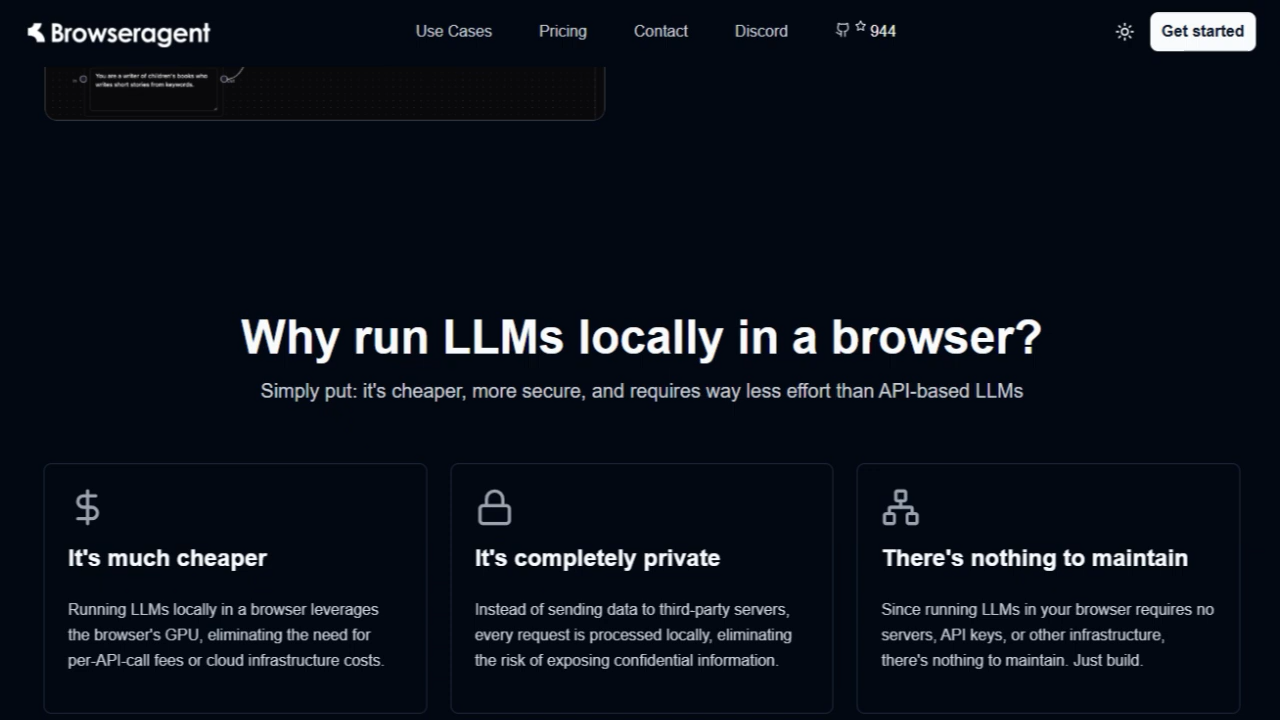 Browseragent
Use Cases
Pricing
Contact
Discord
944
Get started
You are a writer of children's books who
writes short stories from keywords.
Why run LLMs locally in a browser?
Simply put: it's cheaper, more secure, and requires way less effort than API-based LLMs
It's much cheaper
Running LLMs locally in a browser leverages
the browser's GPU, eliminating the need for
per-API-call fees or cloud infrastructure costs.
It's completely private
Instead of sending data to third-party servers,
every request is processed locally, eliminating
the risk of exposing confidential information.
There's nothing to maintain
Since running LLMs in your browser requires no
servers, API keys, or other infrastructure,
there's nothing to maintain. Just build.